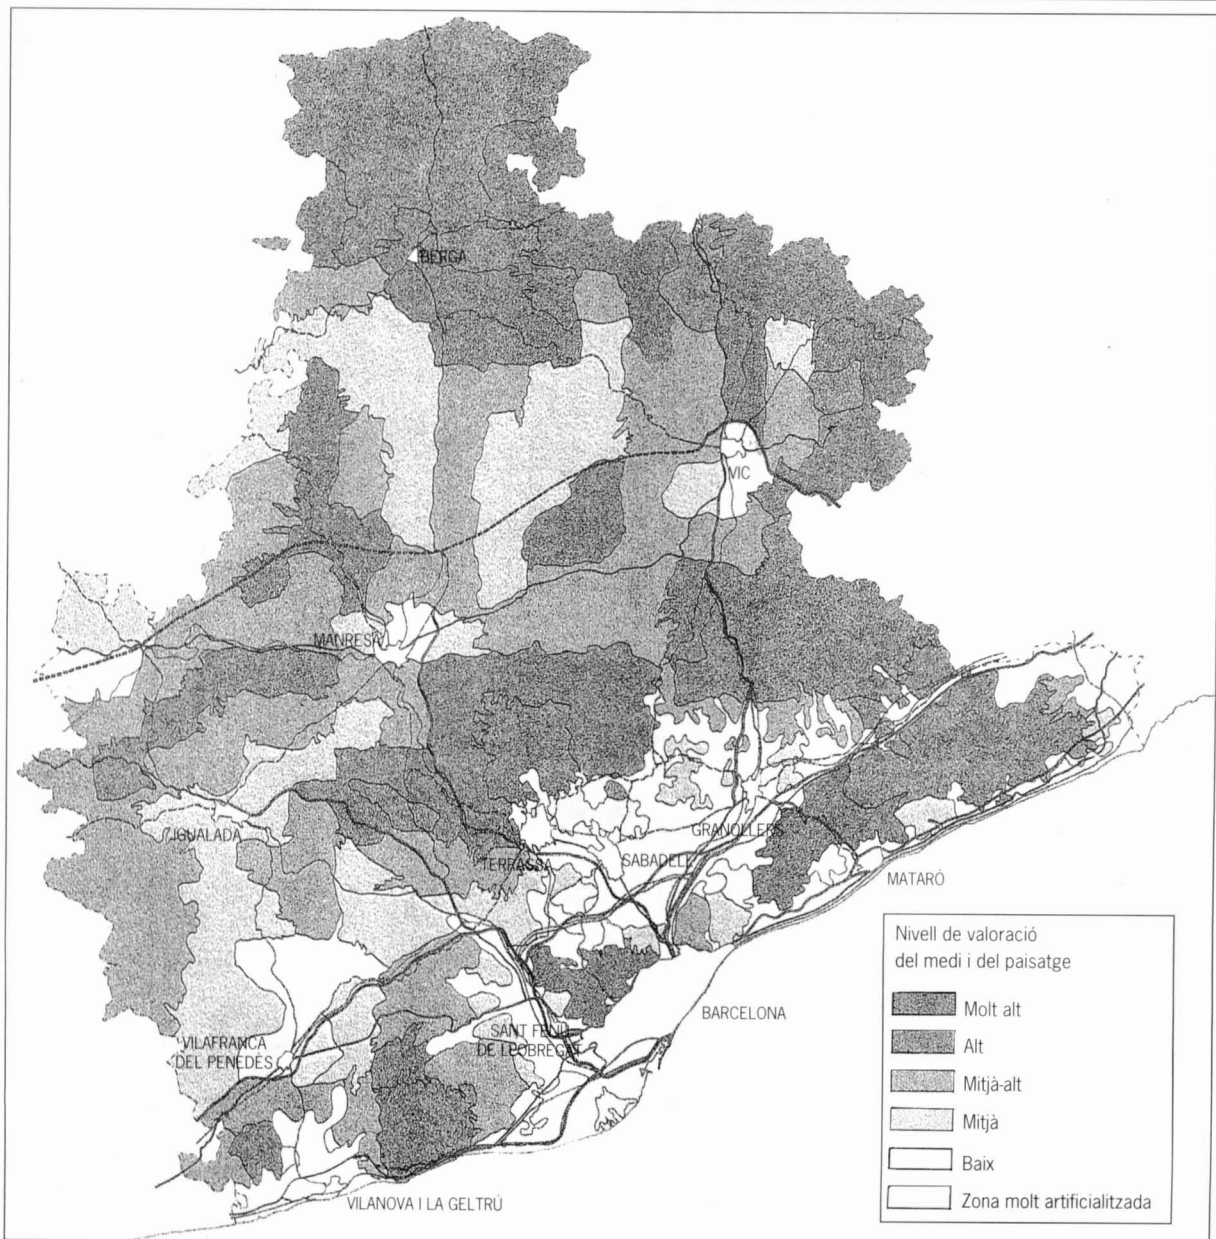 BERGA
VIC
MANRESA
IGUALADA
TERRASSA
SABADELL
GRANOLLERS
MATARÓ
BARCELONA
SANT FELIU
DE LLOBREGAT
VILAFRANCA
DEL PENEDÈS
VILANOVA I LA GELTRÚ
Nivell de valoració
del medi i del paisatge
Molt alt
Alt
Mitjà-alt
Mitjà
Baix
Zona molt artificialitzada